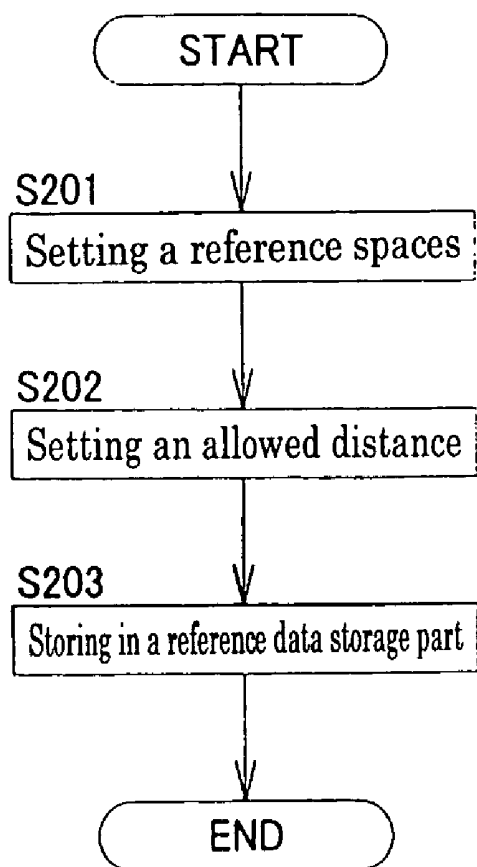 START
S201
Setting a reference spaces
S202
Setting an allowed distance
S203
Storing in a reference data storage part
END